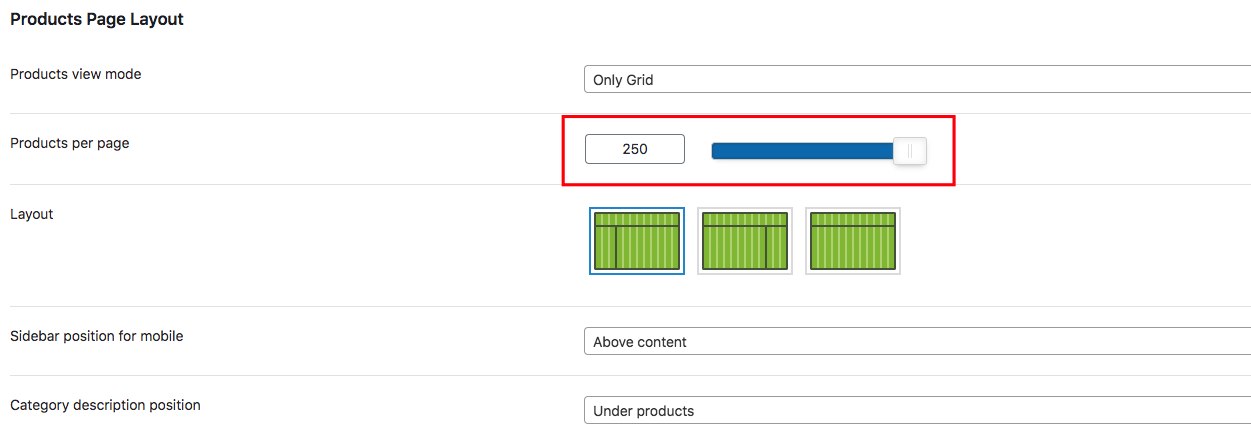 Products Page Layout
Products view mode
Only Grid
Products per page
250
Layout
Sidebar position for mobile
Above content
Category description position
Under products